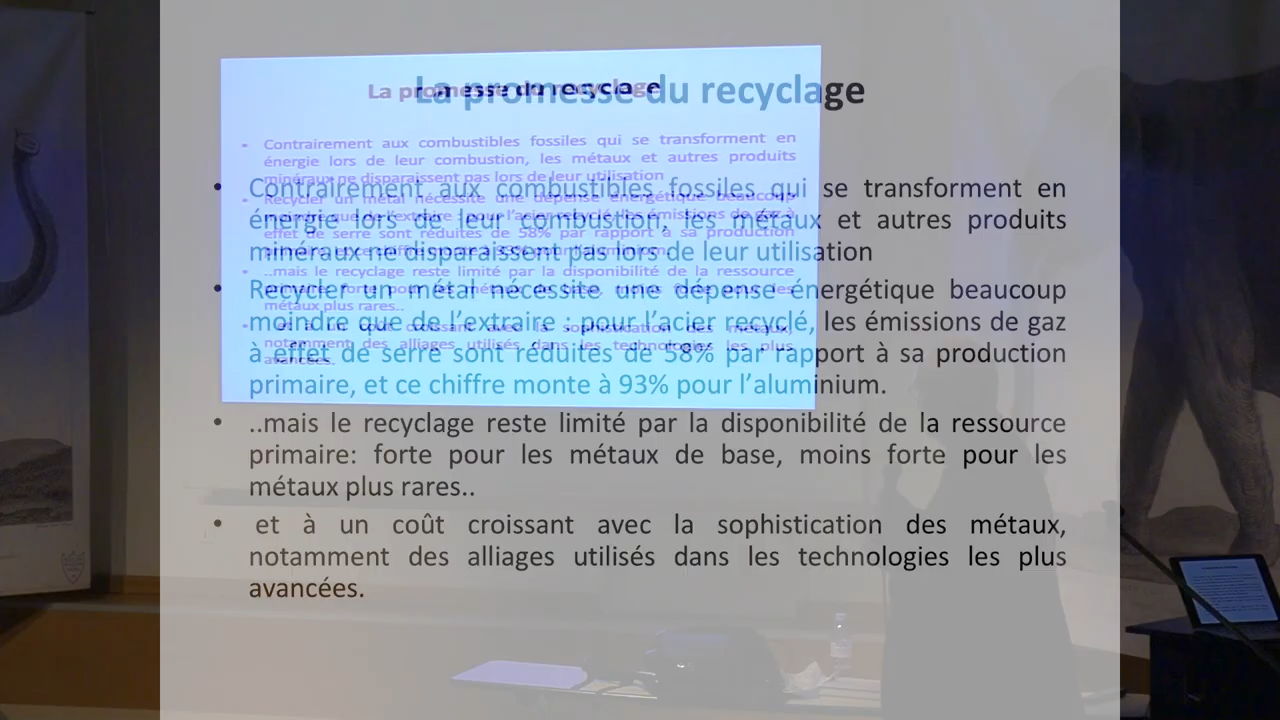 La promesse du recyclage
• Contrairement aux combustibles fossiles qui se transforment en
énergie lors de leur combustion, les métaux et autres produits
minéraux ne disparaissent pas lors de leur utilisation
• Recycler un métal nécessite une dépense énergétique beaucoup
moindre que de l’extraire : pour l’acier recyclé, les émissions de gaz
à effet de serre sont réduites de 58% par rapport à sa production
primaire, et ce chiffre monte à 93% pour l’aluminium.
• ..mais le recyclage reste limité par la disponibilité de la ressource
primaire: forte pour les métaux de base, moins forte pour les
métaux plus rares..
• et à un coût croissant avec la sophistication des métaux,
notamment des alliages utilisés dans les technologies les plus
avancées.